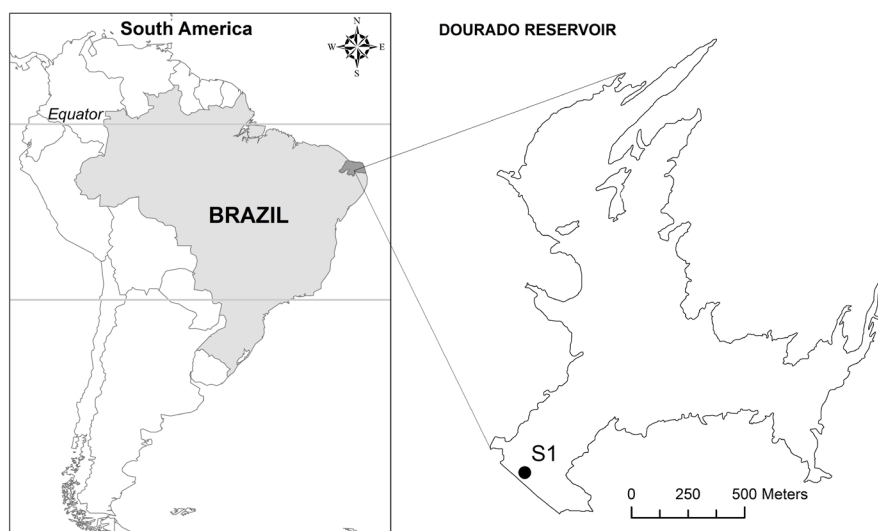 South America
N
W E
S
Equator
BRAZIL
DOURADO RESERVOIR
S1
0 250 500 Meters